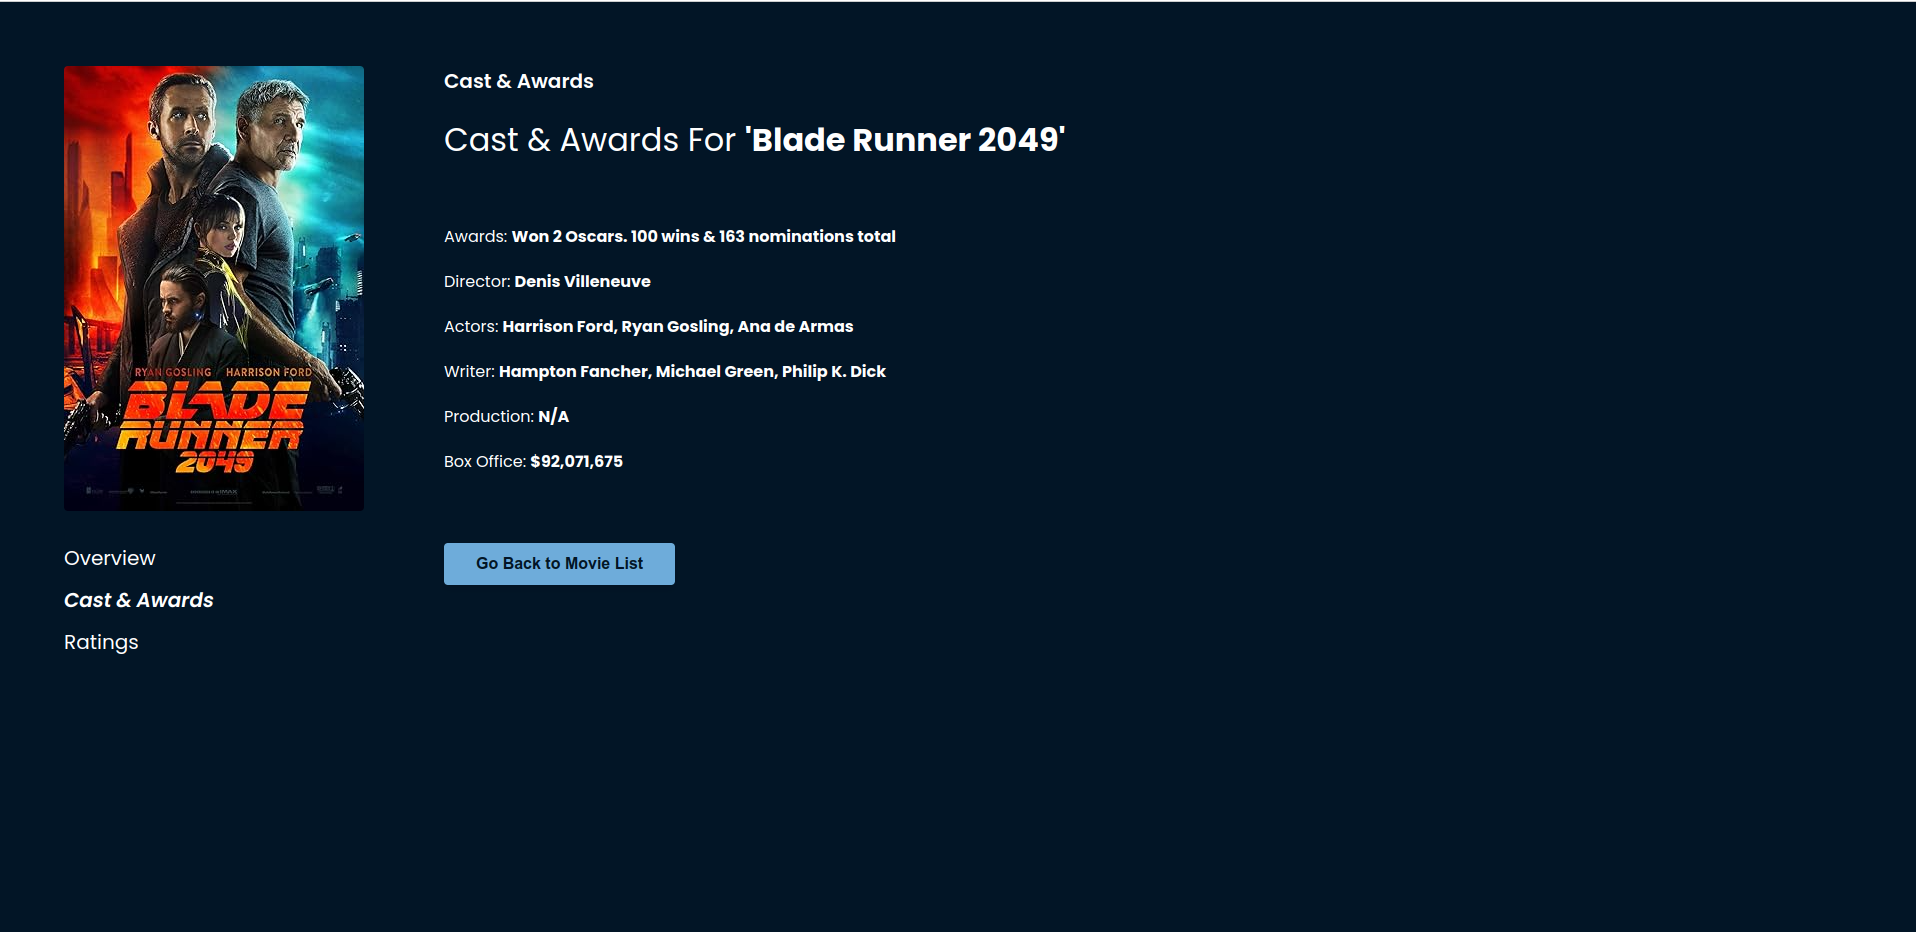 RYAN GOSLING HARRISON FORD
BLADE
RUNNER
2049
Overview
Cast & Awards
Ratings
Cast & Awards
Cast & Awards For 'Blade Runner 2049'
Awards: Won 2 Oscars. 100 wins & 163 nominations total
Director: Denis Villeneuve
Actors: Harrison Ford, Ryan Gosling, Ana de Armas
Writer: Hampton Fancher, Michael Green, Philip K. Dick
Production: N/A
Box Office: $92,071,675
Go Back to Movie List